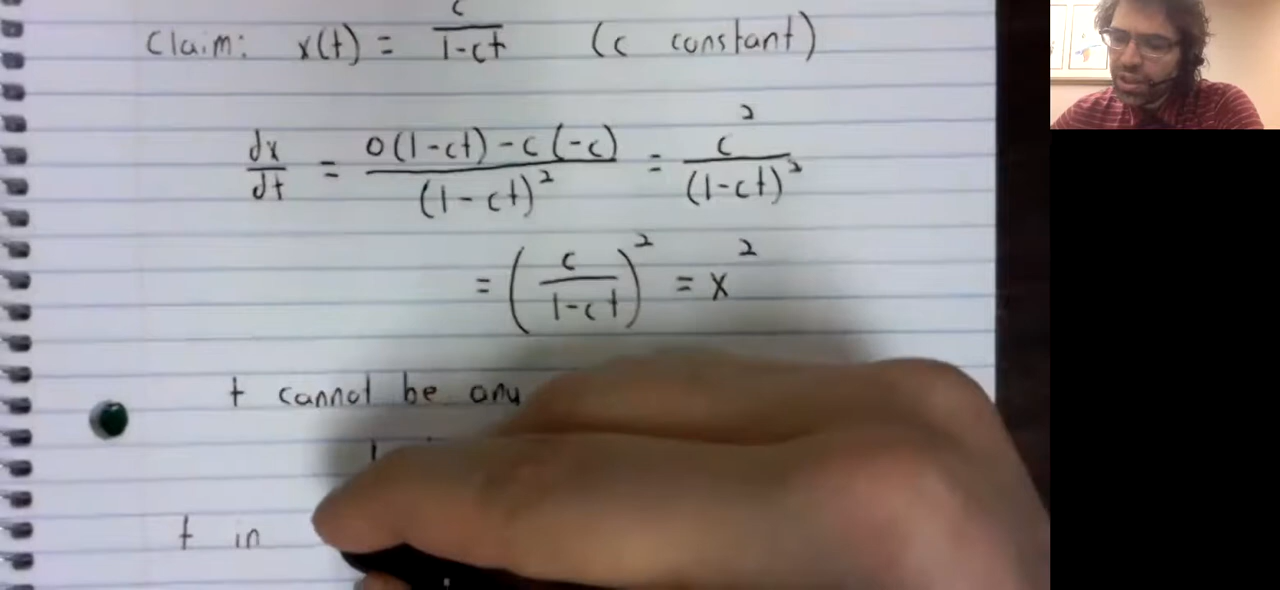 Claim: x(t) = c/(1-ct) (c constant)
dx/dt = (0(1-ct) - c(-c))/(1-ct)^2 = c^2/(1-ct)^2
= (c/(1-ct))^2 = x^2
t cannot be any
t in